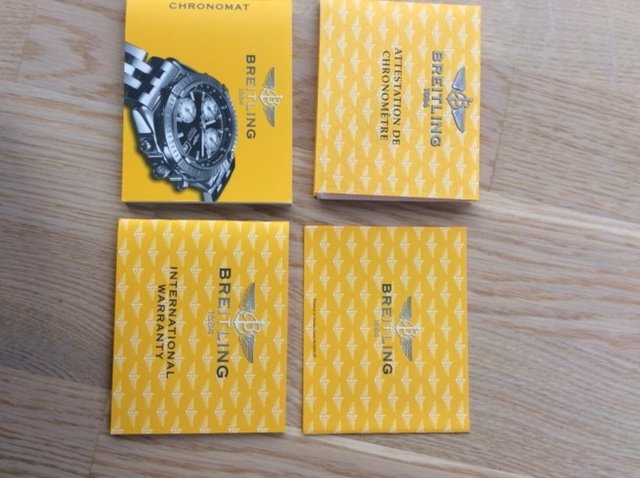 CHRONOMAT
BREITLING
1884
BREITLING
1884
ATTESTATION DE
CHRONOMÈTRE
BREITLING
1884
INTERNATIONAL
WARRANTY
BREITLING
1884